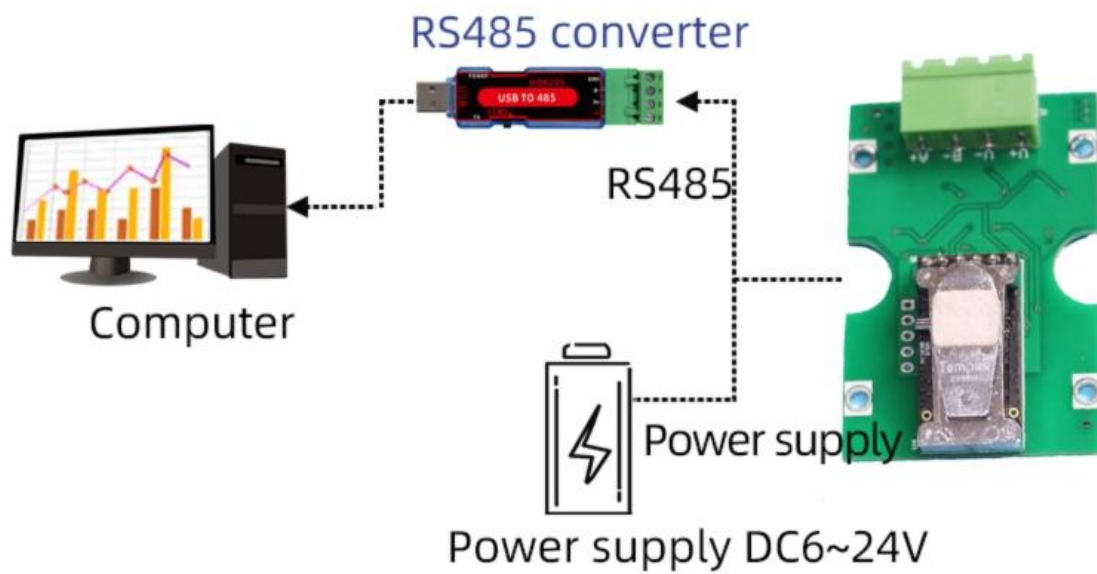 RS485 converter
USB TO 485
RS485
Computer
Power supply
Power supply DC6~24V